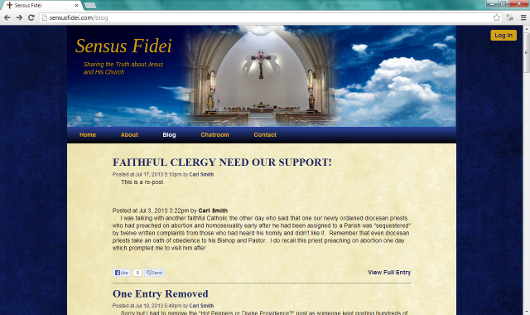 Sensus Fidei
sensusfidei.com/blog
Log In
Sensus Fidei
Sharing the Truth about Jesus
and His Church
Home About Blog Chatroom Contact
FAITHFUL CLERGY NEED OUR SUPPORT!
Posted at Jul 17, 2013 5:10pm by Carl Smith
This is a re-post.
Posted at Jul 3, 2013 3:22pm by Carl Smith
I was talking with another faithful Catholic the other day who said that one our newly ordained diocesan priests
who had preached on abortion and homosexuality early after he had been assigned to a Parish was "sequestered"
by twelve written complaints from those who had heard his homily and didn't like it. Remember that even diocesan
priests take an oath of obedience to his Bishop and Pastor. I do recall this priest preaching on abortion one day
which prompted me to visit him after
Like 3 Send View Full Entry
One Entry Removed
Posted at Jul 10, 2013 5:49pm by Carl Smith
Sorry but I had to remove the "Hot Peppers or Divine Providence?" post as someone kept posting hundreds of